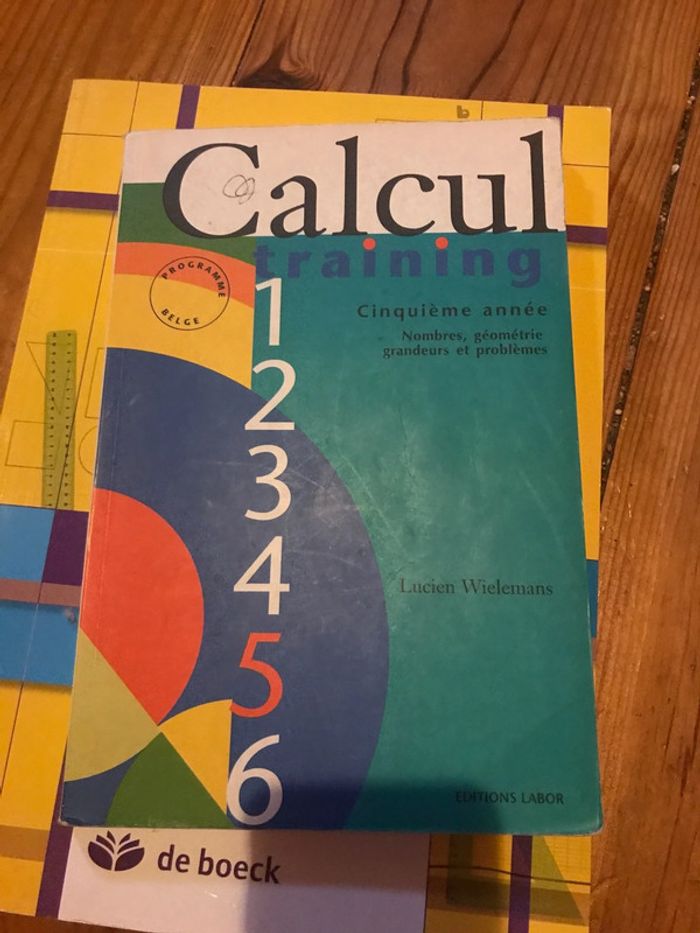 Calcul
training
PROGRAMME
BELGE
Cinquième année
Nombres, géométrie
grandeurs et problèmes
1
2
3
4
5
6
Lucien Wielemans
EDITIONS LABOR
de boeck